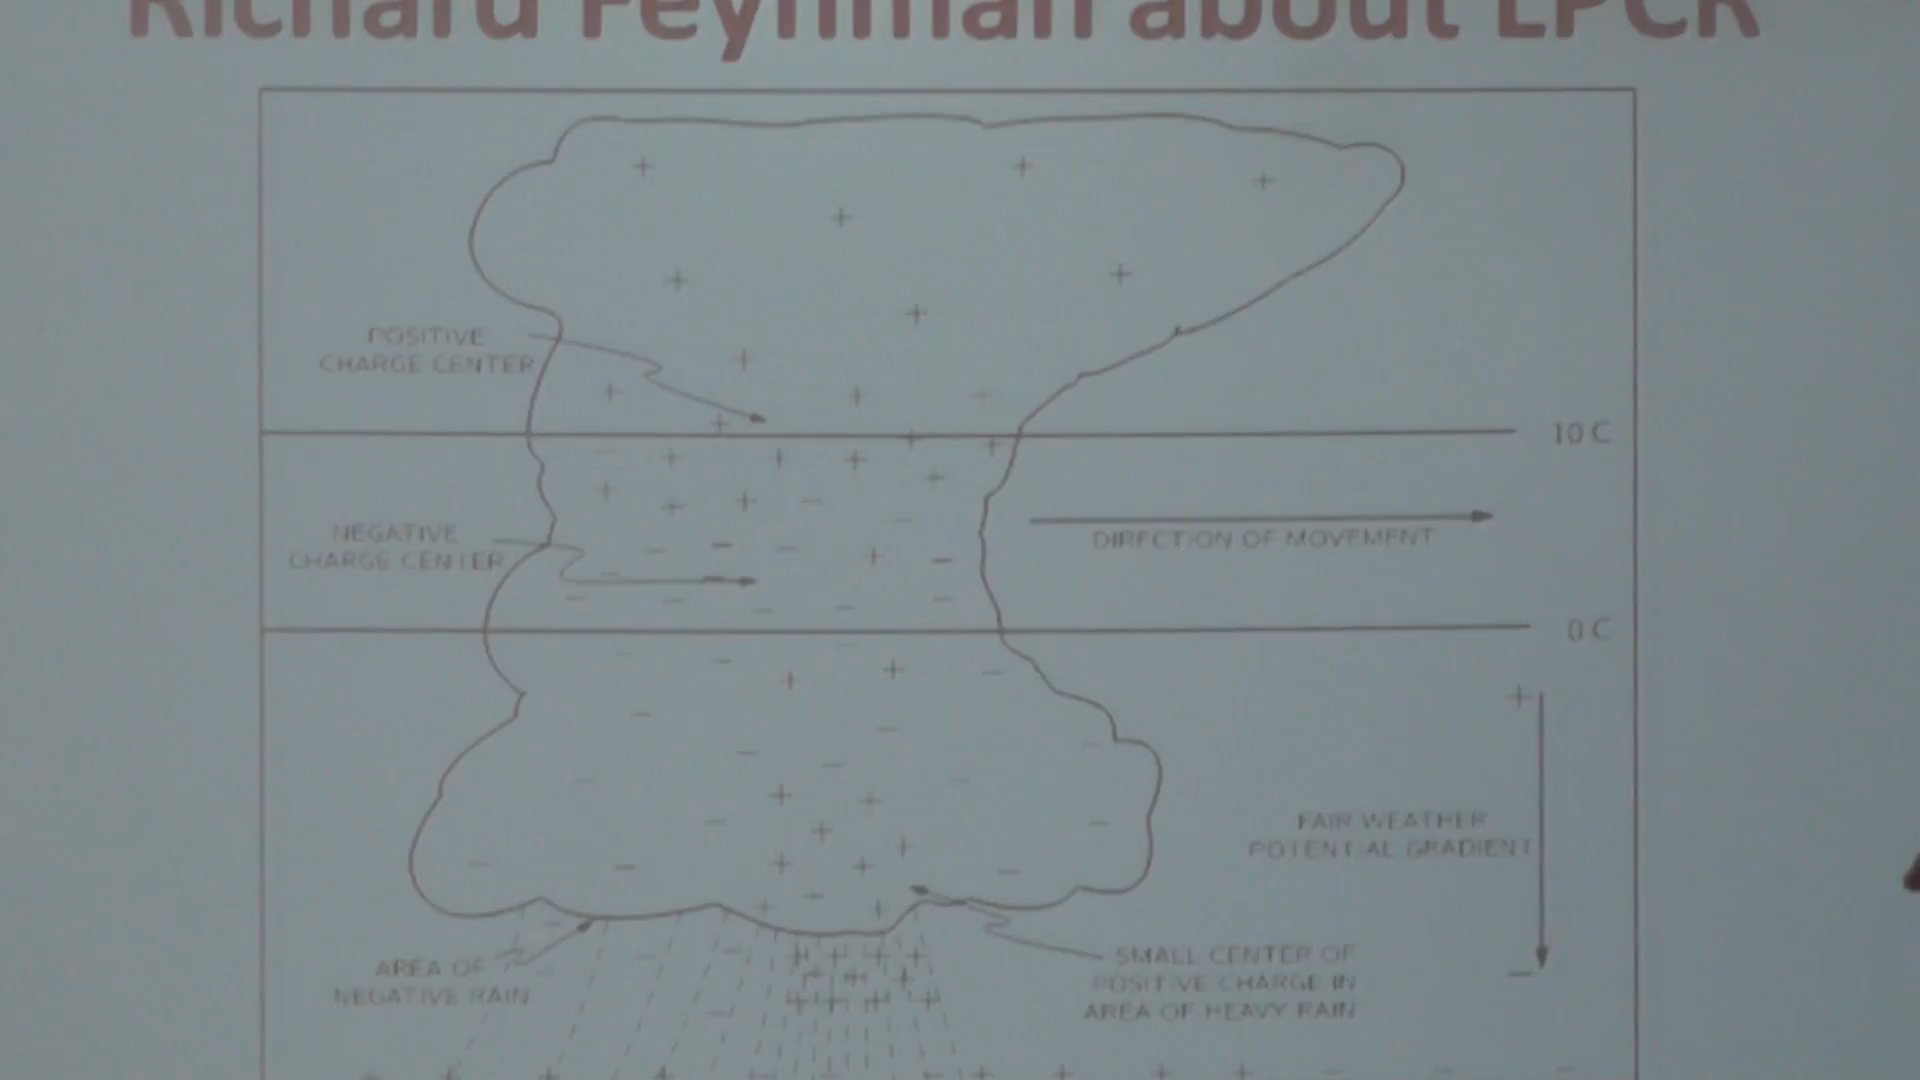 Richard Feynman about LPCR
POSITIVE
CHARGE CENTER
10 C
NEGATIVE
CHARGE CENTER
DIRECTION OF MOVEMENT
0 C
FAIR WEATHER
POTENTIAL GRADIENT
AREA OF
NEGATIVE RAIN
SMALL CENTER OF
POSITIVE CHARGE IN
AREA OF HEAVY RAIN